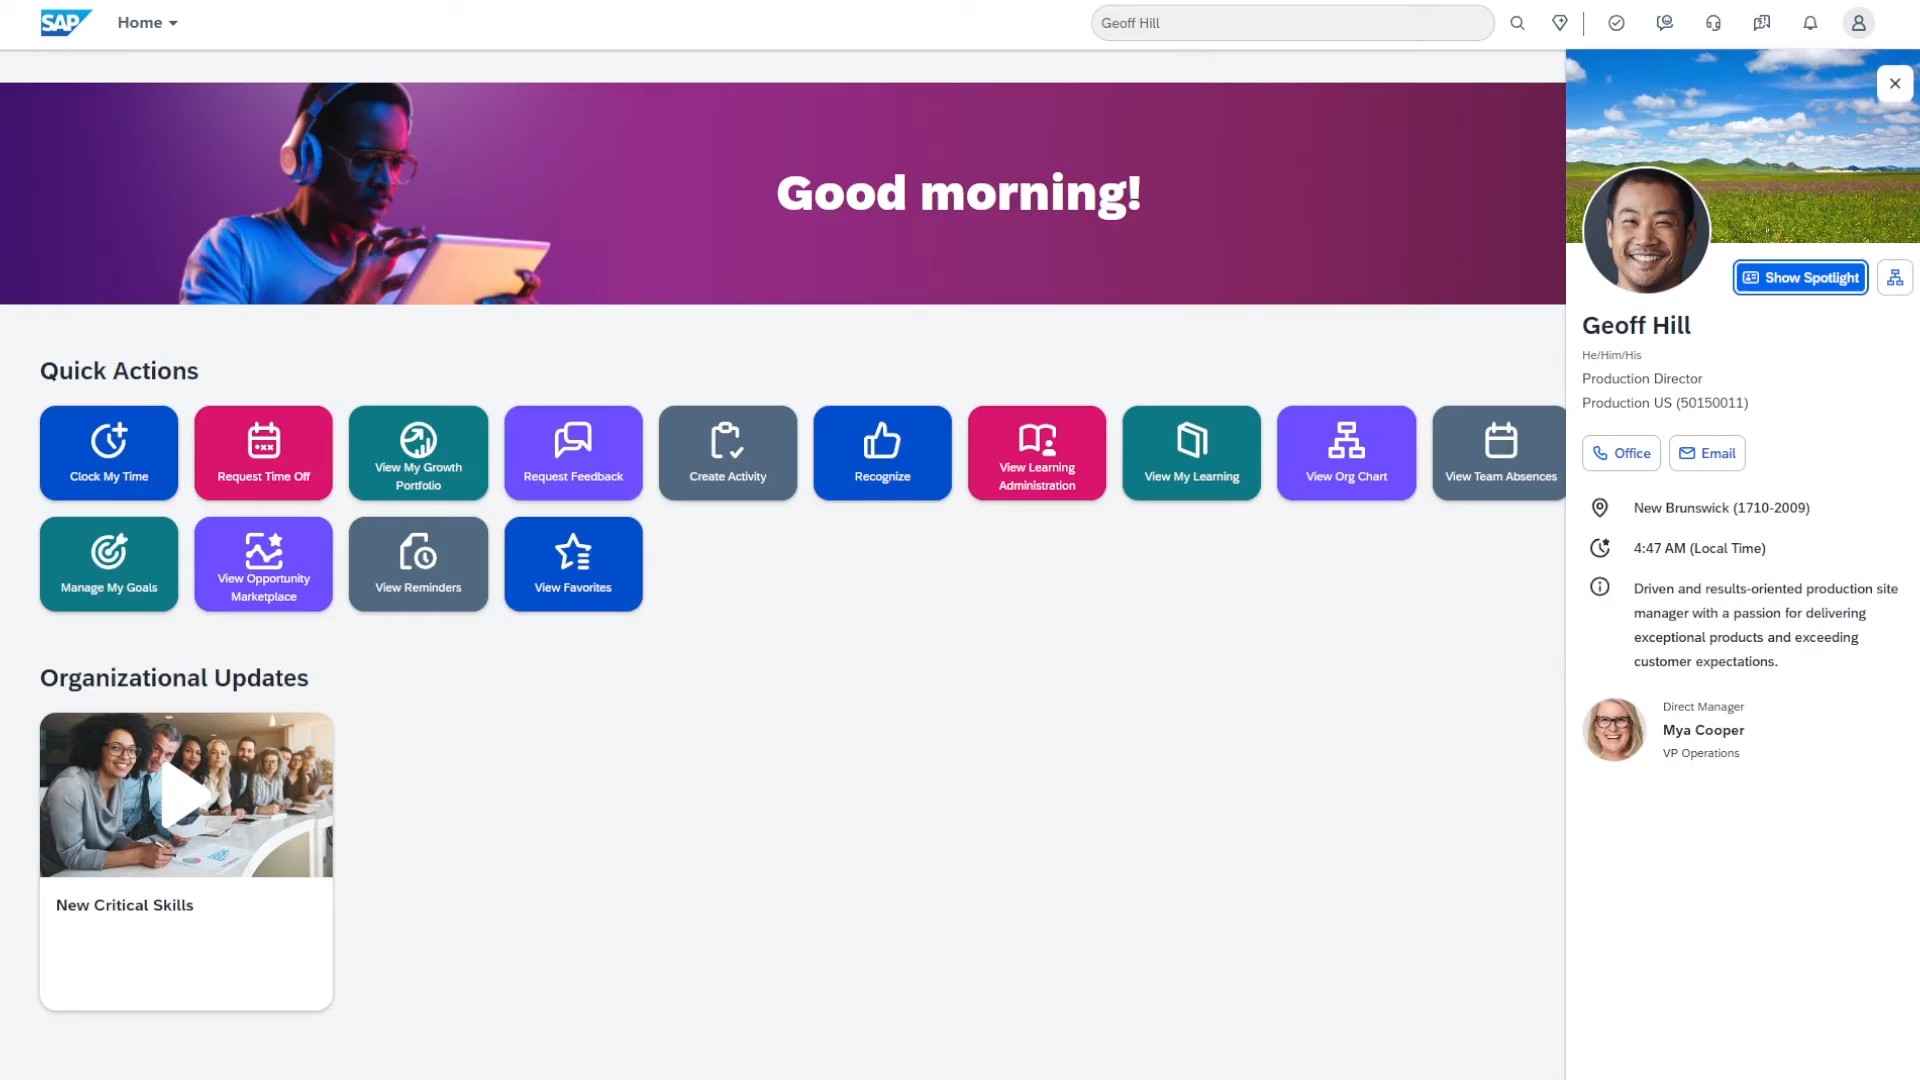 SAP
Home
Geoff Hill
Good morning!
Show Spotlight
Geoff Hill
He/Him/His
Production Director
Production US (50150011)
Office
Email
New Brunswick (1710-2009)
4:47 AM (Local Time)
Driven and results-oriented production site
manager with a passion for delivering
exceptional products and exceeding
customer expectations.
Direct Manager
Mya Cooper
VP Operations
Quick Actions
Clock My Time
Request Time Off
View My Growth
Portfolio
Request Feedback
Create Activity
Recognize
View Learning
Administration
View My Learning
View Org Chart
View Team Absences
Manage My Goals
View Opportunity
Marketplace
View Reminders
View Favorites
Organizational Updates
New Critical Skills